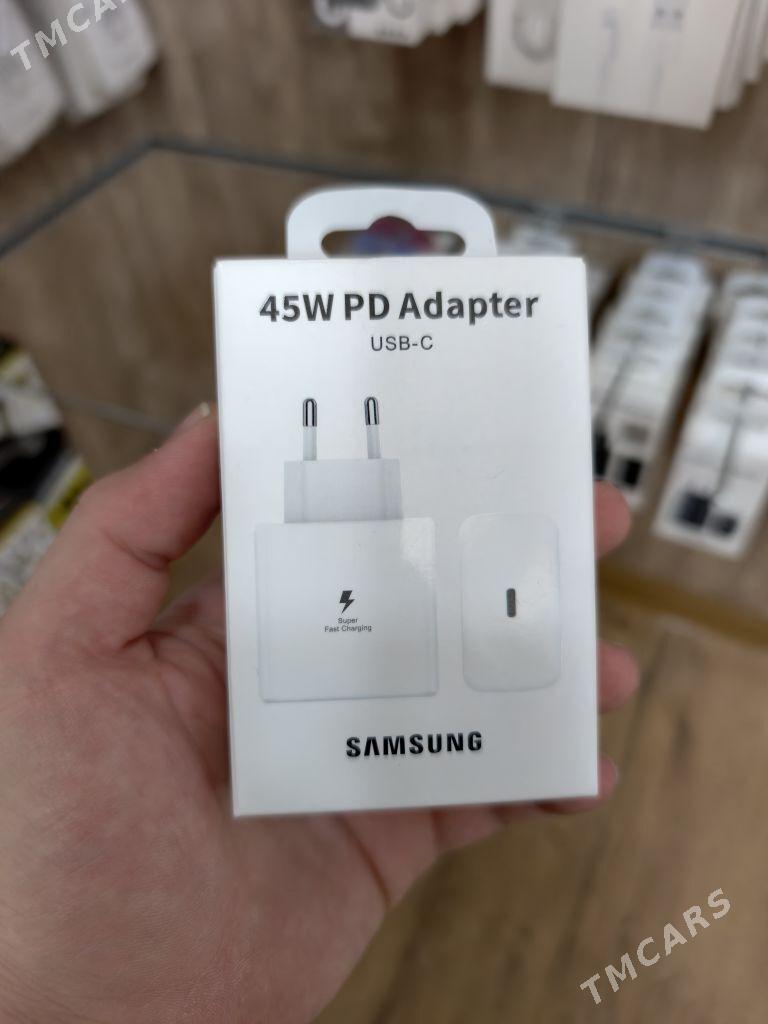 TMCARS
45W PD Adapter
USB-C
Super
Fast Charging
SAMSUNG
TMCARS